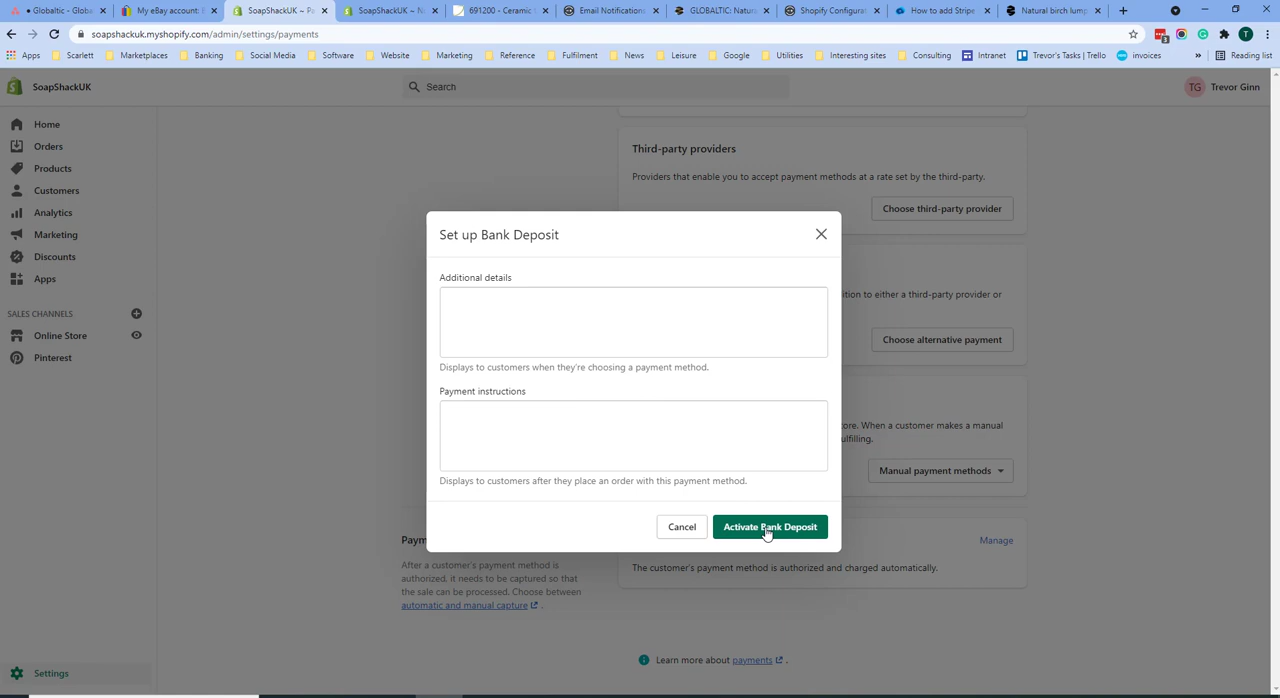 Globaltic - Globa
My eBay account: P
SoapShackUK ~ Pa
SoapShackUK ~ N
691200 - Ceramic
Email Notifications
GLOBALTIC: Natur
Shopify Configurat
How to add Stripe
Natural birch lump
soapshackuk.myshopify.com/admin/settings/payments
3
T
Apps
Scarlett
Marketplaces
Banking
Social Media
Software
Website
Marketing
Reference
Fulfilment
News
Leisure
Google
Utilities
Interesting sites
Consulting
Intranet
Trevor's Tasks | Trello
invoices
»
Reading list
SoapShackUK
Search
TG
Trevor Ginn
Home
Orders
Products
Customers
Analytics
Marketing
Discounts
Apps
SALES CHANNELS
Online Store
Pinterest
Settings
Third-party providers
Providers that enable you to accept payment methods at a rate set by the third-party.
Choose third-party provider
ition to either a third-party provider or
Choose alternative payment
ore. When a customer makes a manual
filling.
Manual payment methods
Set up Bank Deposit
Additional details
Displays to customers when they're choosing a payment method.
Payment instructions
Displays to customers after they place an order with this payment method.
Cancel
Activate Bank Deposit
Paym
After a customer's payment method is
authorized, it needs to be captured so that
the sale can be processed. Choose between
automatic and manual capture .
Manage
The customer's payment method is authorized and charged automatically.
Learn more about payments .